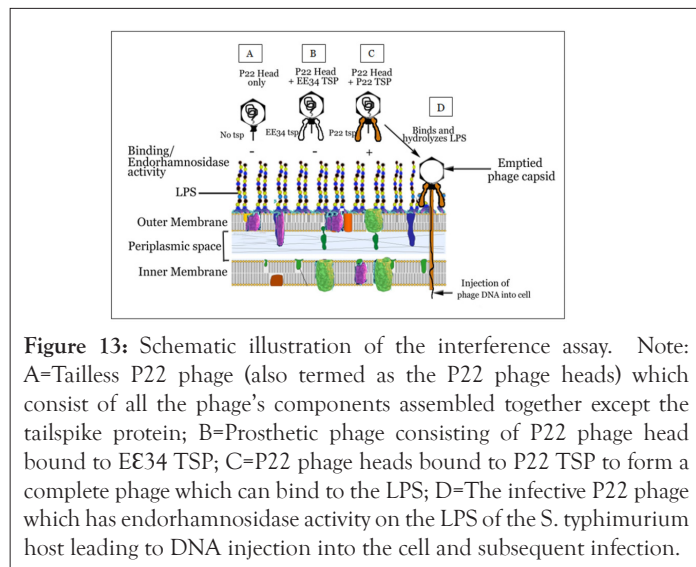 A
B
C
P22 Head
only
P22 Head
+ EE34 TSP
P22 Head
+ P22 TSP
D
No tsp
EE34 tsp
P22 tsp
Binds and
hydrolyzes LPS
Binding/
Endorhamnosidase
activity
-
-
+
Emptied
phage capsid
LPS
Outer Membrane
Periplasmic space
Inner Membrane
Injection of
phage DNA into cell
Figure 13: Schematic illustration of the interference assay. Note:
A=Tailless P22 phage (also termed as the P22 phage heads) which
consist of all the phage’s components assembled together except the
tailspike protein; B=Prosthetic phage consisting of P22 phage head
bound to EƐ34 TSP; C=P22 phage heads bound to P22 TSP to form a
complete phage which can bind to the LPS; D=The infective P22 phage
which has endorhamnosidase activity on the LPS of the S. typhimurium
host leading to DNA injection into the cell and subsequent infection.